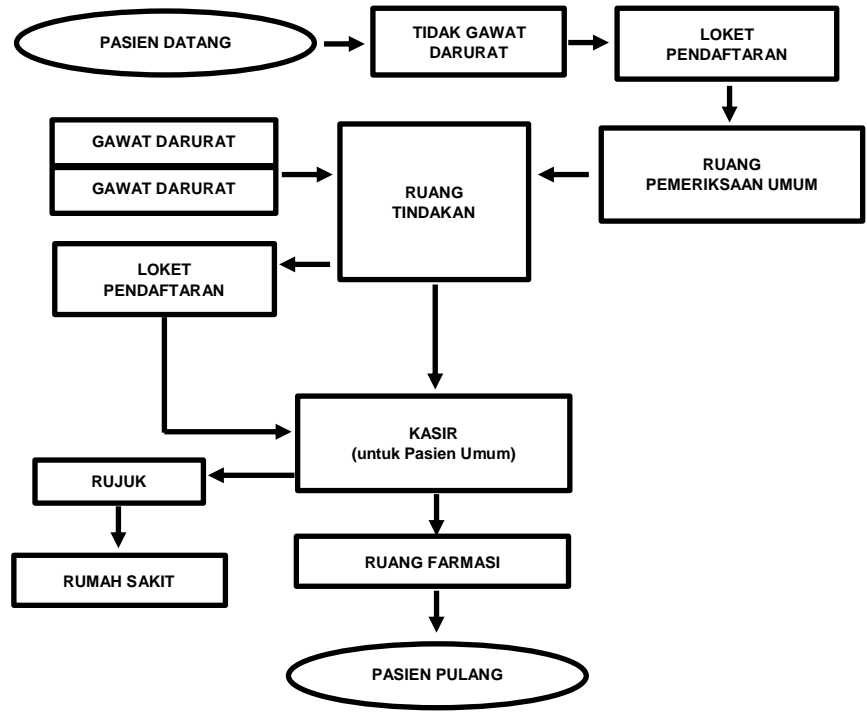 PASIEN DATANG
TIDAK GAWAT
DARURAT
LOKET
PENDAFTARAN
GAWAT DARURAT
GAWAT DARURAT
RUANG
TINDAKAN
RUANG
PEMERIKSAAN UMUM
LOKET
PENDAFTARAN
KASIR
(untuk Pasien Umum)
RUJUK
RUANG FARMASI
RUMAH SAKIT
PASIEN PULANG